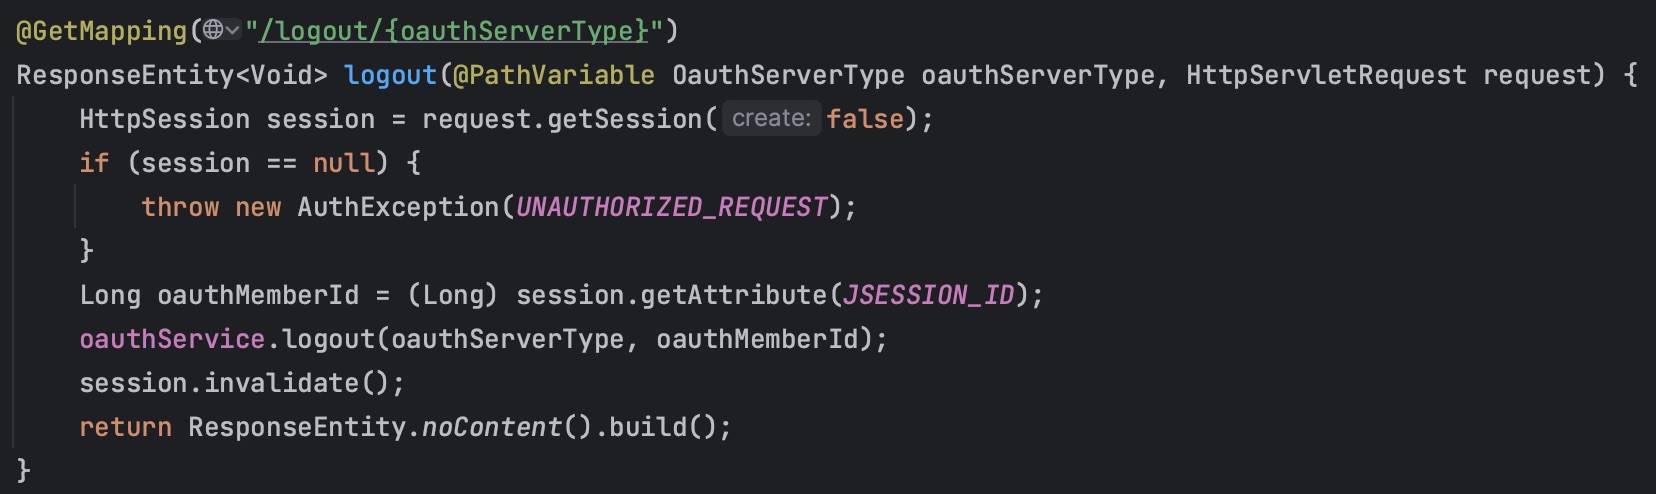 @GetMapping("/logout/{oauthServerType}")
ResponseEntity<Void> logout(@PathVariable OauthServerType oauthServerType, HttpServletRequest request) {
    HttpSession session = request.getSession( create: false);
    if (session == null) {
        throw new AuthException(UNAUTHORIZED_REQUEST);
    }
    Long oauthMemberId = (Long) session.getAttribute(JSESSION_ID);
    oauthService.logout(oauthServerType, oauthMemberId);
    session.invalidate();
    return ResponseEntity.noContent().build();
}